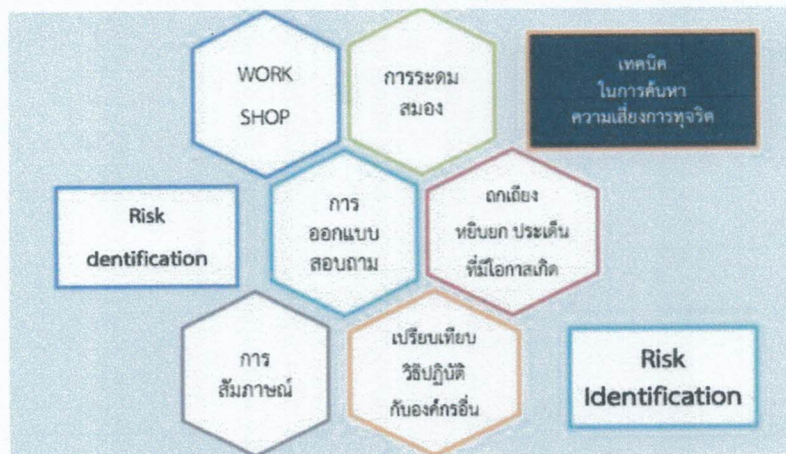 WORK
SHOP
การระดม
สมอง
เทคนิค
ในการค้นหา
ความเสี่ยงการทุจริต
Risk
dentification
การ
ออกแบบ
สอบถาม
ถกเถียง
หยิบยก ประเด็น
ที่มีโอกาสเกิด
การ
สัมภาษณ์
เปรียบเทียบ
วิธีปฏิบัติ
กับองค์กรอื่น
Risk
Identification